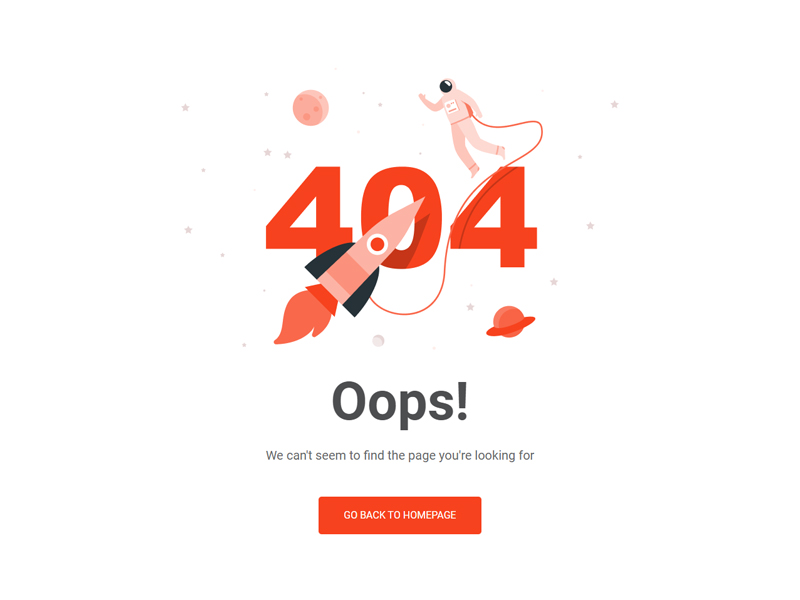 404
Oops!
We can't seem to find the page you're looking for
GO BACK TO HOMEPAGE